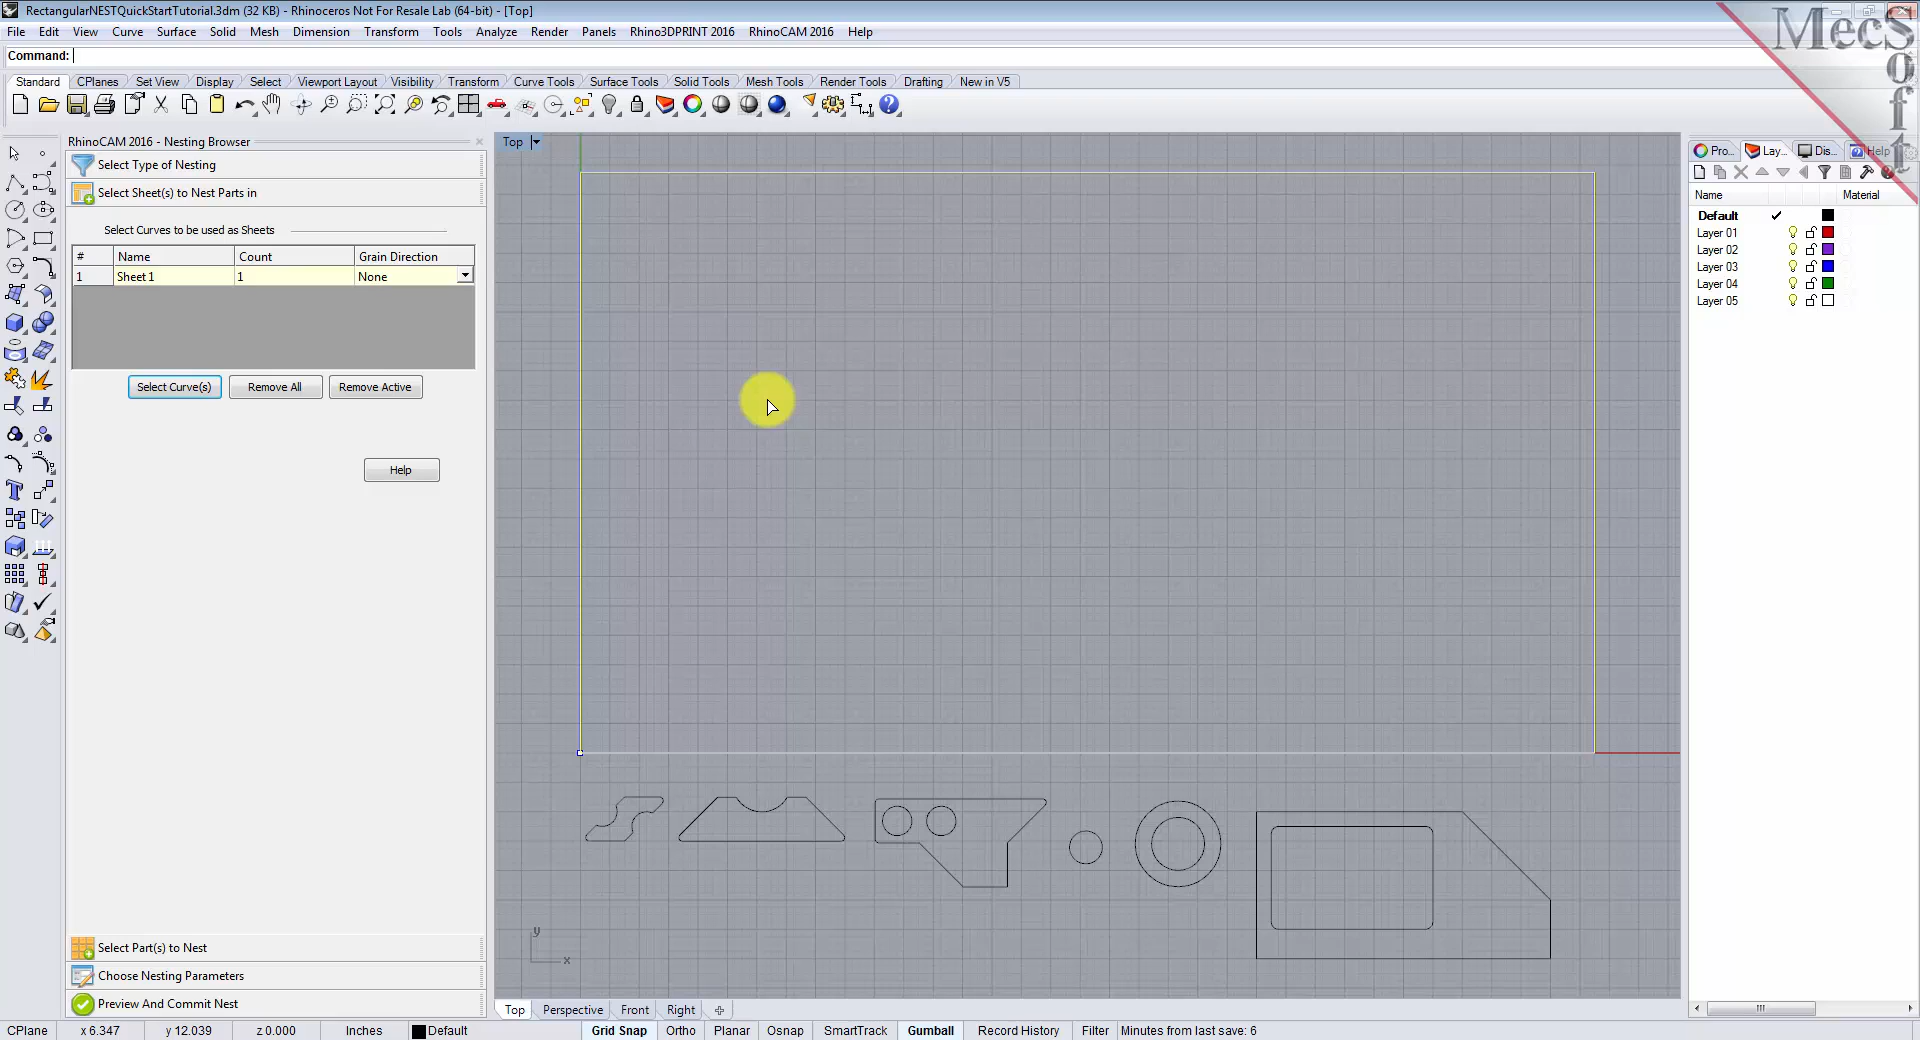 RectangularNESTQuickStartTutorial.3dm (32 KB) - Rhinoceros Not For Resale Lab (64-bit) - [Top]
File Edit View Curve Surface Solid Mesh Dimension Transform Tools Analyze Render Panels Rhino3DPRINT 2016 RhinoCAM 2016 Help
Command:
Standard CPlanes Set View Display Select Viewport Layout Visibility Transform Curve Tools Surface Tools Solid Tools Mesh Tools Render Tools Drafting New in V5
MecSoft
RhinoCAM 2016 - Nesting Browser
Select Type of Nesting
Select Sheet(s) to Nest Parts in
Select Curves to be used as Sheets
# Name Count Grain Direction
1 Sheet 1 1 None
Select Curve(s) Remove All Remove Active
Help
Select Part(s) to Nest
Choose Nesting Parameters
Preview And Commit Nest
Top
y
x
Top Perspective Front Right
Pro... Lay... Dis... Help
Name Material
Default
Layer 01
Layer 02
Layer 03
Layer 04
Layer 05
CPlane x 6.347 y 12.039 z 0.000 Inches Default Grid Snap Ortho Planar Osnap SmartTrack Gumball Record History Filter Minutes from last save: 6